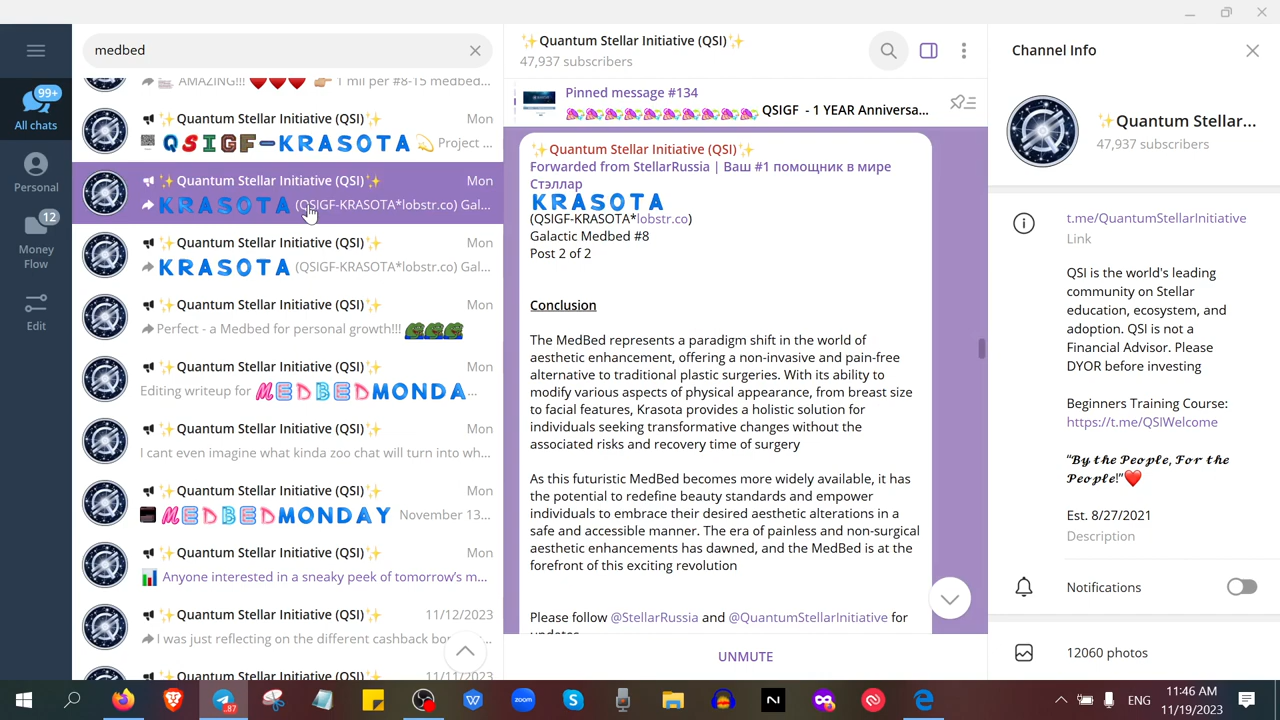 medbed
99+
All chats
Personal
12
Money
Flow
Edit
AMAZING!!! ❤️❤️❤️ 👉 1 mil per #8-15 medbed...
✨Quantum Stellar Initiative (QSI)✨ Mon
QSIGF-KRASOTA 💫 Project ...
✨Quantum Stellar Initiative (QSI)✨ Mon
KRASOTA (QSIGF-KRASOTA*lobstr.co) Gal...
✨Quantum Stellar Initiative (QSI)✨ Mon
KRASOTA (QSIGF-KRASOTA*lobstr.co) Gal...
✨Quantum Stellar Initiative (QSI)✨ Mon
Perfect - a Medbed for personal growth!!!
✨Quantum Stellar Initiative (QSI)✨ Mon
Editing writeup for MEDBEDMONDA...
✨Quantum Stellar Initiative (QSI)✨ Mon
I cant even imagine what kinda zoo chat will turn into wh...
✨Quantum Stellar Initiative (QSI)✨ Mon
MEDBEDMONDAY November 13...
✨Quantum Stellar Initiative (QSI)✨ Mon
📊 Anyone interested in a sneaky peek of tomorrow's m...
✨Quantum Stellar Initiative (QSI)✨ 11/12/2023
I was just reflecting on the different cashback bo...
✨Quantum Stellar Initiative (QSI)✨ 11/11/2023
✨Quantum Stellar Initiative (QSI)✨
47,937 subscribers
Pinned message #134
QSIGF - 1 YEAR Anniversa...
✨Quantum Stellar Initiative (QSI)✨
Forwarded from StellarRussia | Ваш #1 помощник в мире
Стэллар
KRASOTA
(QSIGF-KRASOTA*lobstr.co)
Galactic Medbed #8
Post 2 of 2
Conclusion
The MedBed represents a paradigm shift in the world of
aesthetic enhancement, offering a non-invasive and pain-free
alternative to traditional plastic surgeries. With its ability to
modify various aspects of physical appearance, from breast size
to facial features, Krasota provides a holistic solution for
individuals seeking transformative changes without the
associated risks and recovery time of surgery
As this futuristic MedBed becomes more widely available, it has
the potential to redefine beauty standards and empower
individuals to embrace their desired aesthetic alterations in a
safe and accessible manner. The era of painless and non-surgical
aesthetic enhancements has dawned, and the MedBed is at the
forefront of this exciting revolution
Please follow @StellarRussia and @QuantumStellarInitiative for
updates
UNMUTE
Channel Info
✨Quantum Stellar...
47,937 subscribers
t.me/QuantumStellarInitiative
Link
QSI is the world's leading
community on Stellar
education, ecosystem, and
adoption. QSI is not a
Financial Advisor. Please
DYOR before investing
Beginners Training Course:
https://t.me/QSIWelcome
"𝓑𝔂 𝓽𝓱𝓮 𝓟𝓮𝓸𝓹𝓵𝓮, 𝓕𝓸𝓻 𝓽𝓱𝓮
𝓟𝓮𝓸𝓹𝓵𝓮!"❤️
Est. 8/27/2021
Description
Notifications
12060 photos
.87
zoom
ENG
11:46 AM
11/19/2023